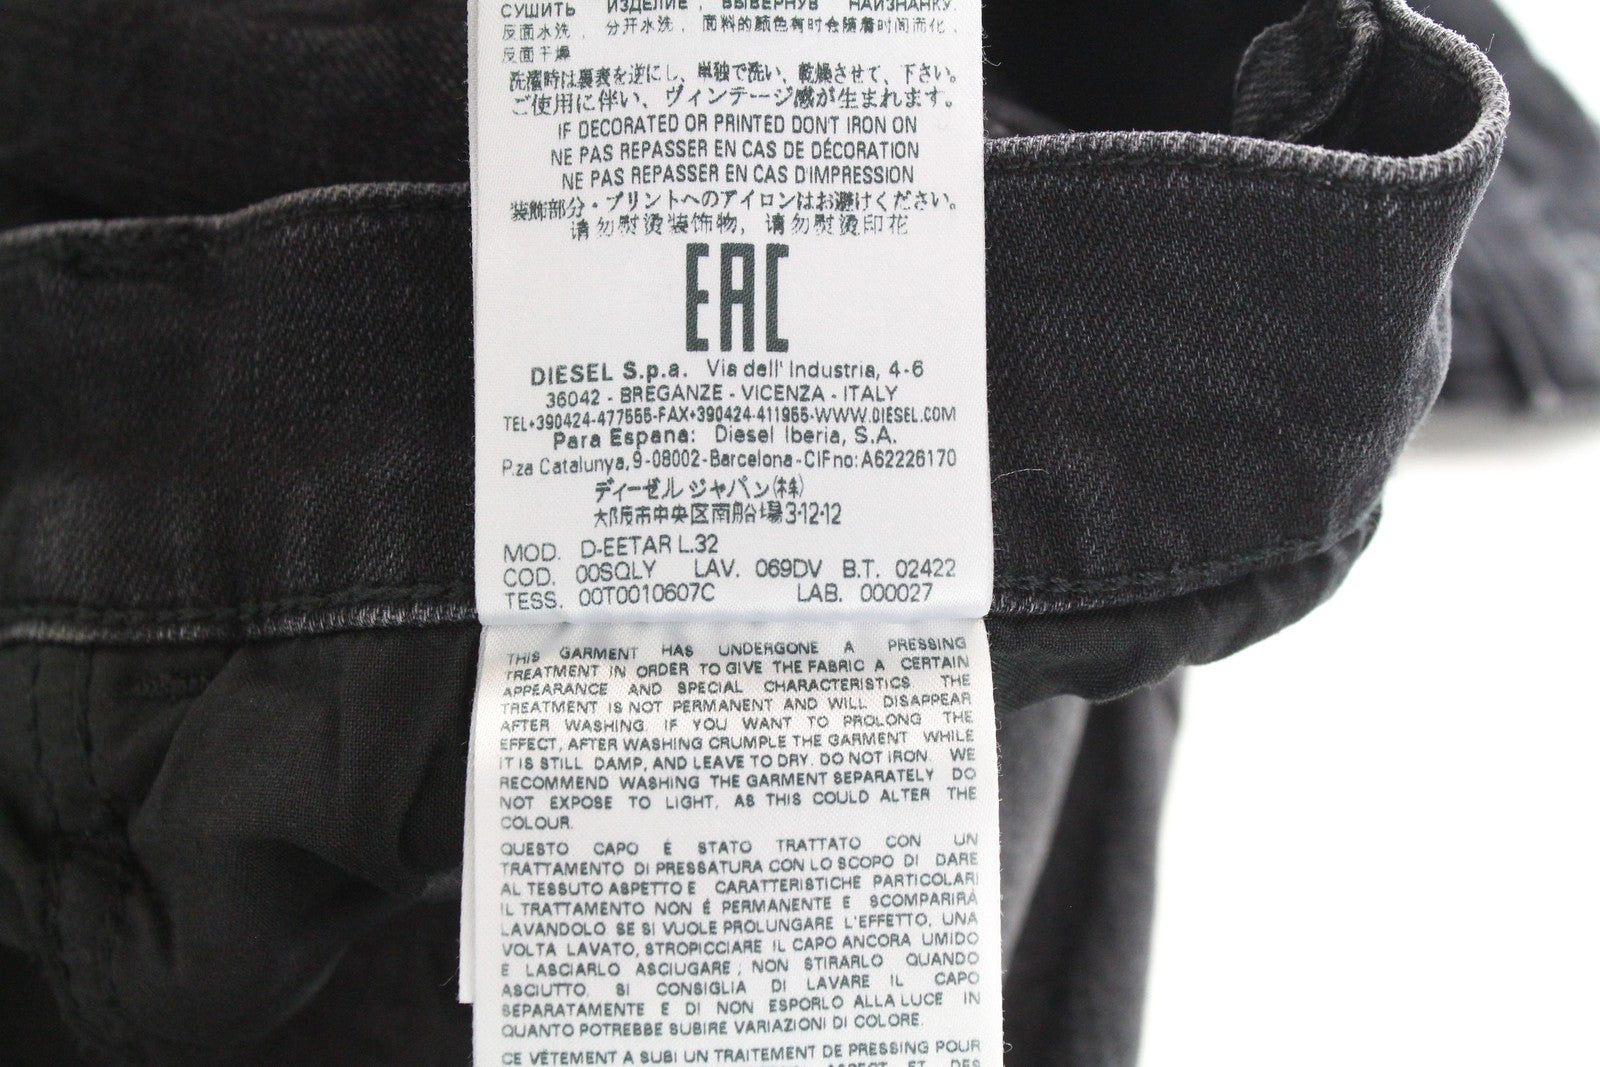 СУШИТЬ ИЗДЕЛИЕ, ВЫВЕРНУВ НАИЗНАНКУ.
反面水洗，分开水洗，面料的颜色有时会随着时间而化，
反面干燥
洗濯時は裏表を逆にし、単独で洗い、乾燥させて、下さい。
ご使用に伴い、ヴィンテージ感が生まれます。
IF DECORATED OR PRINTED DONT IRON ON
NE PAS REPASSER EN CAS DE DÉCORATION
NE PAS REPASSER EN CAS D'IMPRESSION
装飾部分・プリントへのアイロンはお避けください。
请勿熨烫装饰物，请勿熨烫印花
EAC
DIESEL S.p.a. Via dell' Industria, 4-6
36042 - BREGANZE - VICENZA - ITALY
TEL+390424-477555-FAX+390424-411955-WWW.DIESEL.COM
Para Espana: Diesel Iberia, S.A.
P.za Catalunya,9-08002-Barcelona-CIFno:A62226170
ディーゼル ジャパン(株)
大阪市中央区南船場3-12-12
MOD. D-EETAR L.32
COD. 00SQLY LAV. 069DV B.T. 02422
TESS. 00T0010607C LAB. 000027
THIS GARMENT HAS UNDERGONE A PRESSING
TREATMENT IN ORDER TO GIVE THE FABRIC A CERTAIN
APPEARANCE AND SPECIAL CHARACTERISTICS. THE
TREATMENT IS NOT PERMANENT AND WILL DISAPPEAR
AFTER WASHING. IF YOU WANT TO PROLONG THE
EFFECT, AFTER WASHING CRUMPLE THE GARMENT WHILE
IT IS STILL DAMP, AND LEAVE TO DRY. DO NOT IRON. WE
RECOMMEND WASHING THE GARMENT SEPARATELY. DO
NOT EXPOSE TO LIGHT, AS THIS COULD ALTER THE
COLOUR.
QUESTO CAPO É STATO TRATTATO CON UN
TRATTAMENTO DI PRESSATURA CON LO SCOPO DI DARE
AL TESSUTO ASPETTO E CARATTERISTICHE PARTICOLARI
IL TRATTAMENTO NON É PERMANENTE E SCOMPARIRÁ
LAVANDOLO. SE SI VUOLE PROLUNGARE L'EFFETTO, UNA
VOLTA LAVATO, STROPICCIARE IL CAPO ANCORA UMIDO
E LASCIARLO ASCIUGARE; NON STIRARLO QUANDO
ASCIUTTO. SI CONSIGLIA DI LAVARE IL CAPO
SEPARATAMENTE E DI NON ESPORLO ALLA LUCE IN
QUANTO POTREBBE SUBIRE VARIAZIONI DI COLORE.
CE VÉTEMENT A SUBI UN TRAITEMENT DE PRESSING POUR
ASPECT ET DES